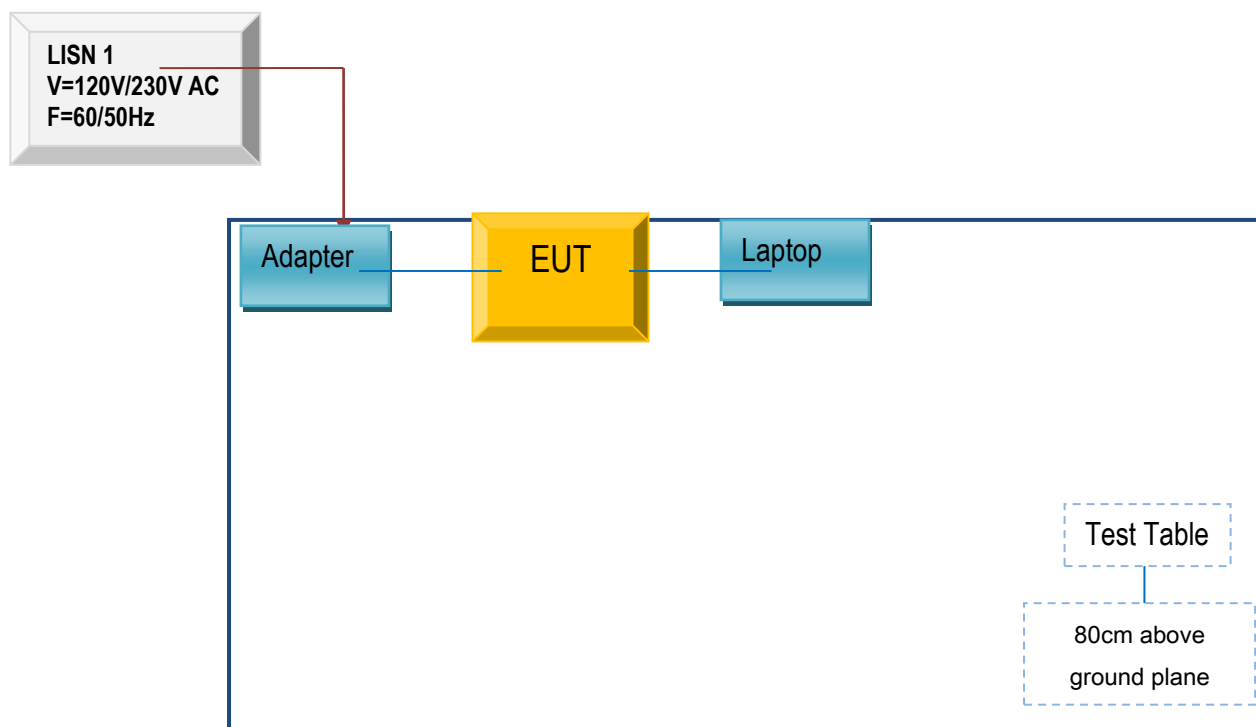 LISN 1
V=120V/230V AC
F=60/50Hz
Adapter
EUT
Laptop
Test Table
80cm above
ground plane